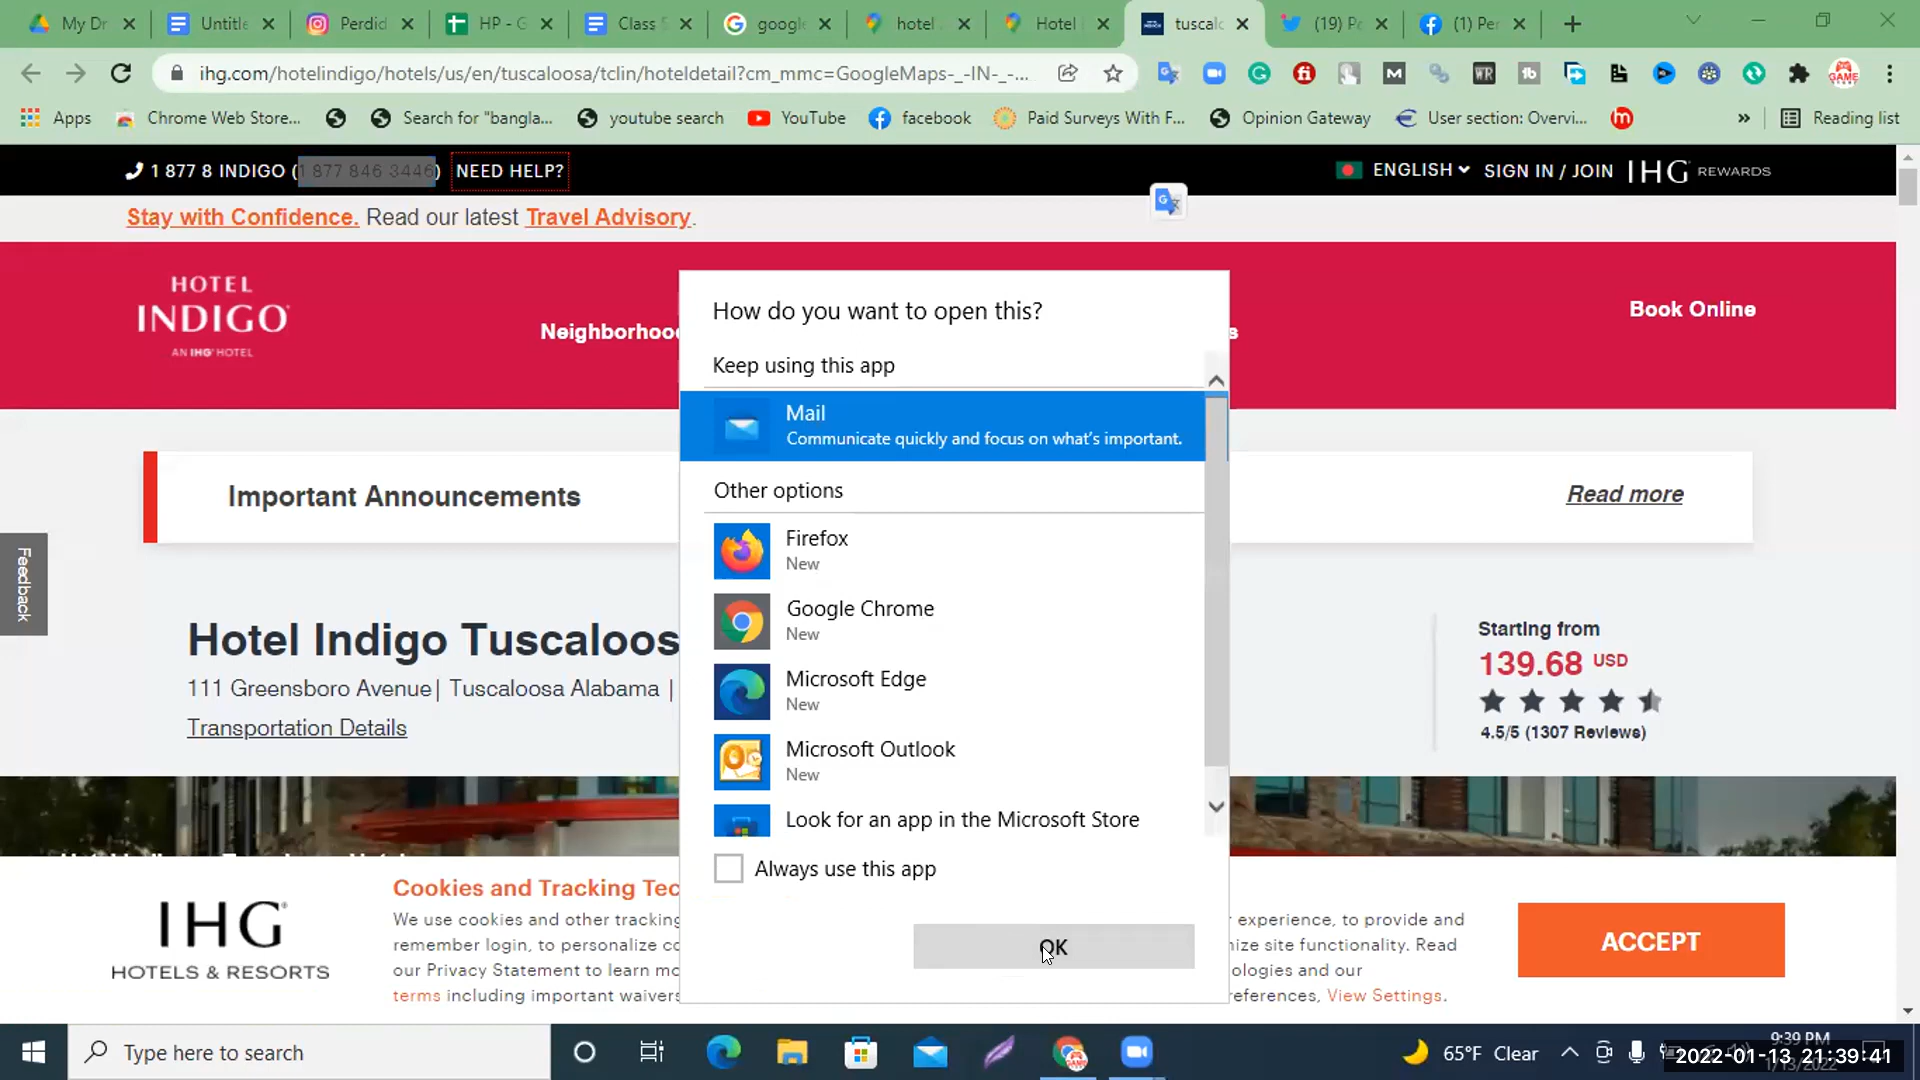 My Dr
Untitle
Perdid
HP - G
Class
google
hotel
Hotel
tuscalc
(19) Pe
(1) Per
ihg.com/hotelindigo/hotels/us/en/tuscaloosa/tclin/hoteldetail?cm_mmc=GoogleMaps-_-IN-_-...
Apps
Chrome Web Store...
Search for "bangla...
youtube search
YouTube
facebook
Paid Surveys With F...
Opinion Gateway
User section: Overvi...
Reading list
1 877 8 INDIGO (1 877 846 3446)
NEED HELP?
ENGLISH
SIGN IN / JOIN
IHG REWARDS
Stay with Confidence. Read our latest Travel Advisory.
HOTEL
INDIGO
AN IHG HOTEL
Neighborhoo
s
Book Online
How do you want to open this?
Keep using this app
Mail
Communicate quickly and focus on what's important.
Other options
Firefox
New
Google Chrome
New
Microsoft Edge
New
Microsoft Outlook
New
Look for an app in the Microsoft Store
Always use this app
OK
Important Announcements
Read more
Feedback
Hotel Indigo Tuscaloos
111 Greensboro Avenue| Tuscaloosa Alabama |
Transportation Details
Starting from
139.68 USD
4.5/5 (1307 Reviews)
IHG
HOTELS & RESORTS
Cookies and Tracking Tec
We use cookies and other tracking experience, to provide and
remember login, to personalize co ize site functionality. Read
our Privacy Statement to learn mo ologies and our
terms including important waivers references, View Settings.
ACCEPT
Type here to search
65°F Clear
9:39 PM
1/13/2022
2022-01-13 21:39:41